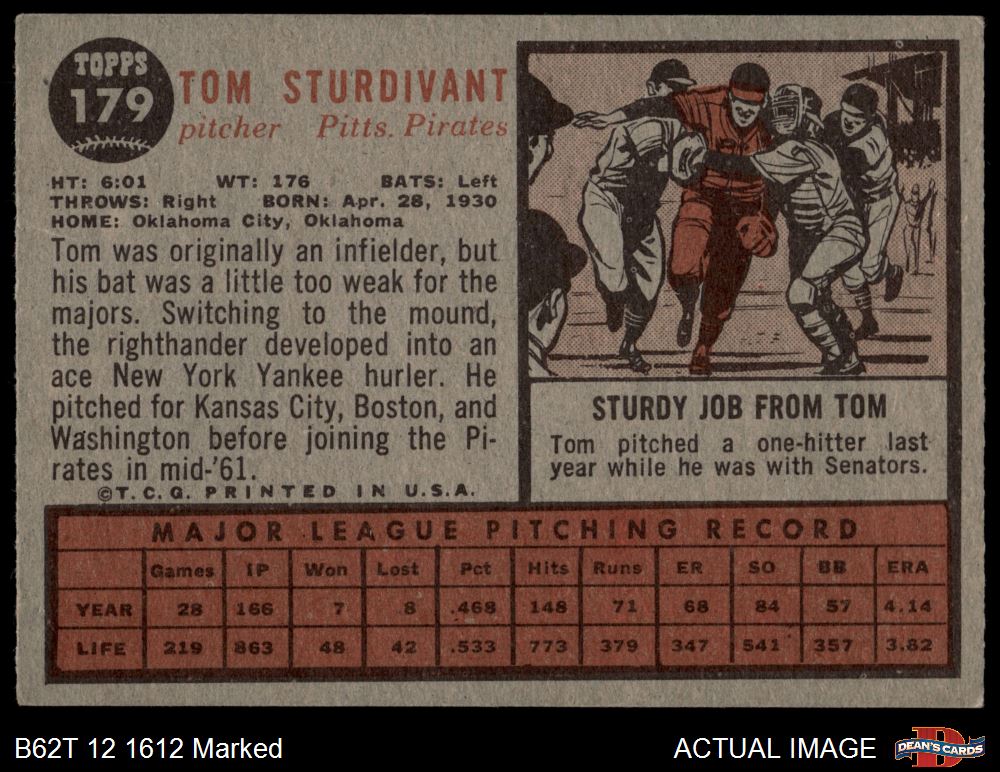 TOPPS
179
TOM STURDIVANT
pitcher Pitts. Pirates
HT: 6:01 WT: 176 BATS: Left
THROWS: Right BORN: Apr. 28, 1930
HOME: Oklahoma City, Oklahoma
Tom was originally an infielder, but
his bat was a little too weak for the
majors. Switching to the mound,
the righthander developed into an
ace New York Yankee hurler. He
pitched for Kansas City, Boston, and
Washington before joining the Pi-
rates in mid-'61.
©T.C.G. PRINTED IN U.S.A.
STURDY JOB FROM TOM
Tom pitched a one-hitter last
year while he was with Senators.
MAJOR LEAGUE PITCHING RECORD
Games IP Won Lost Pct Hits Runs ER SO BB ERA
YEAR 28 166 7 8 .468 148 71 68 84 57 4.14
LIFE 219 863 48 42 .533 773 379 347 541 357 3.82
B62T 12 1612 Marked
ACTUAL IMAGE
DEAN'S CARDS